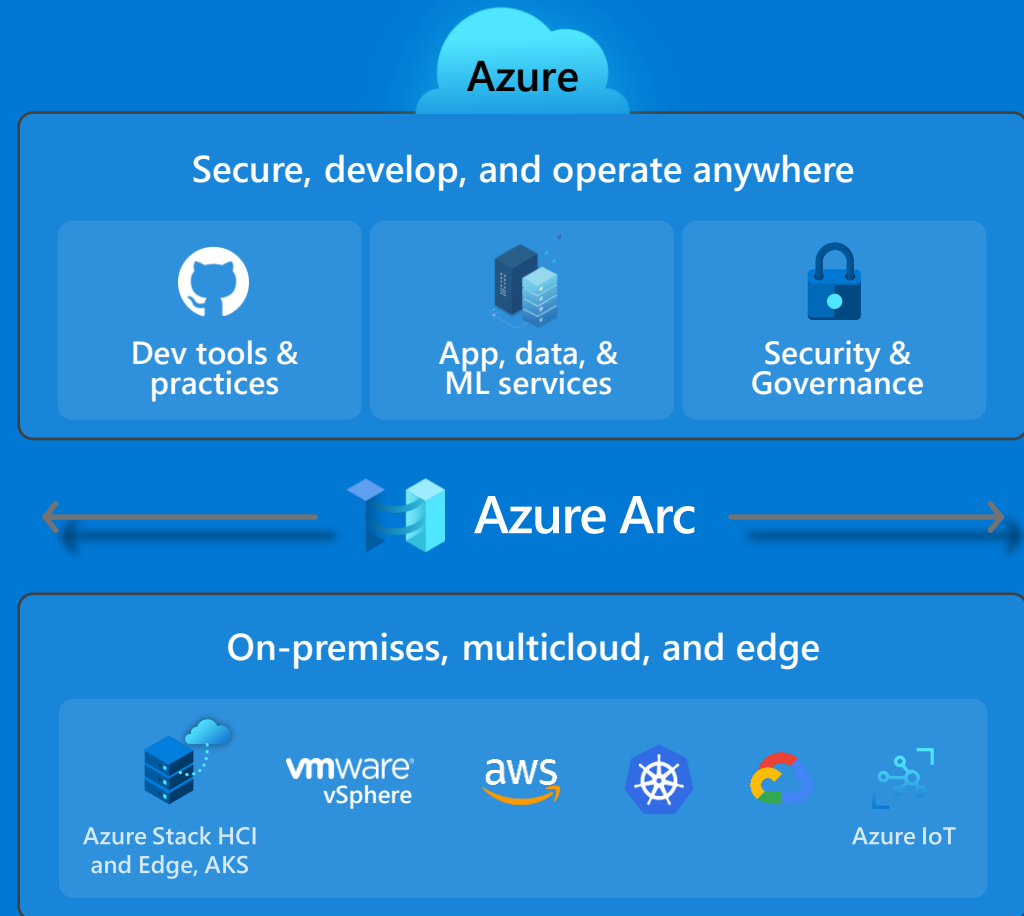 Azure
Secure, develop, and operate anywhere
Dev tools &
practices
App, data, &
ML services
Security &
Governance
Azure Arc
On-premises, multicloud, and edge
vmware®
vSphere
aws
Azure Stack HCI
and Edge, AKS
Azure IoT